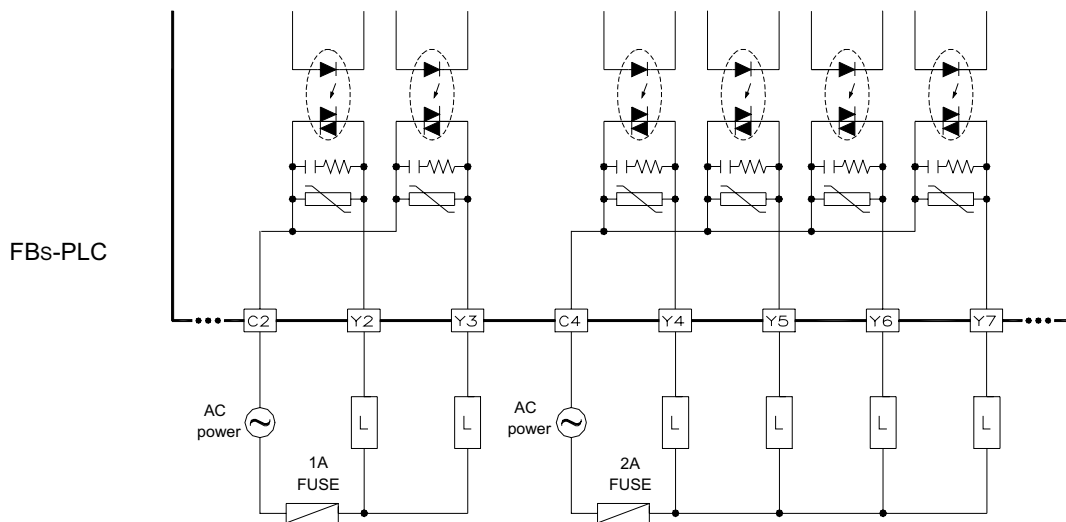 FBs-PLC
C2 Y2 Y3 C4 Y4 Y5 Y6 Y7
AC
power
L
L
AC
power
L
L
L
L
1A
FUSE
2A
FUSE